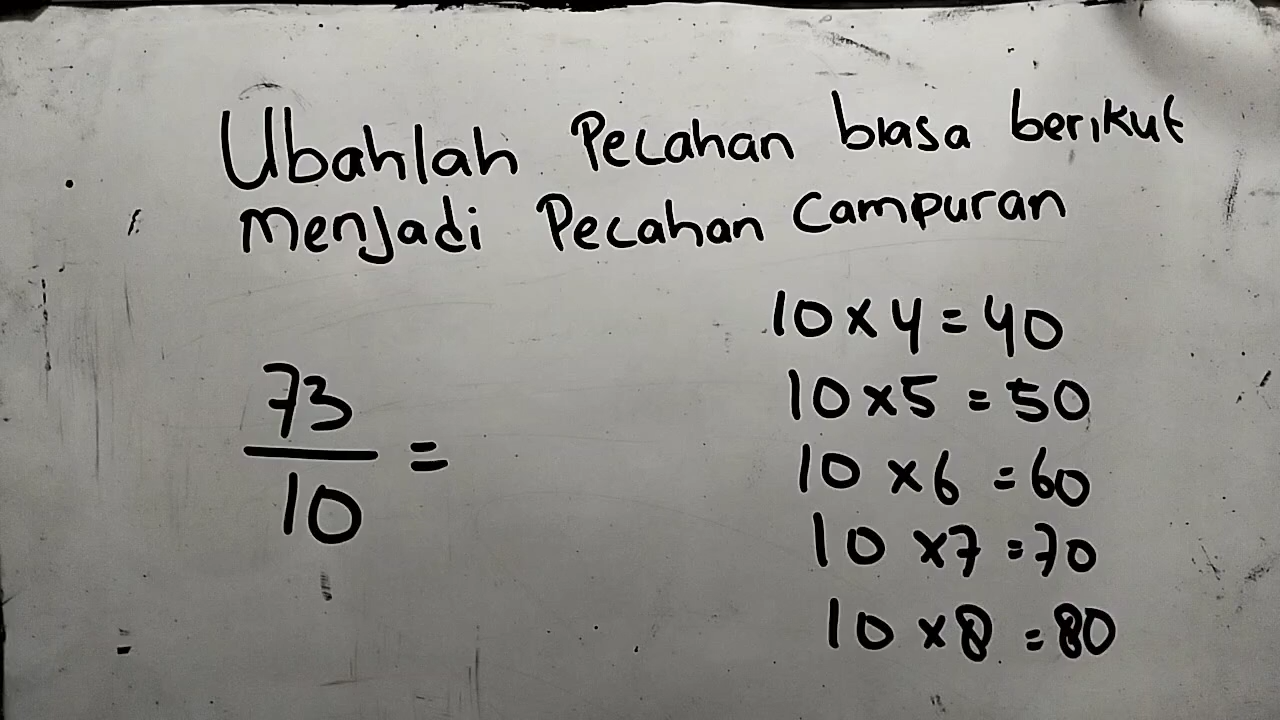 Ubahlah Pecahan biasa berikut
menjadi Pecahan Campuran
73
10 =
10 x 4 = 40
10 x 5 = 50
10 x 6 = 60
10 x 7 = 70
10 x 8 = 80